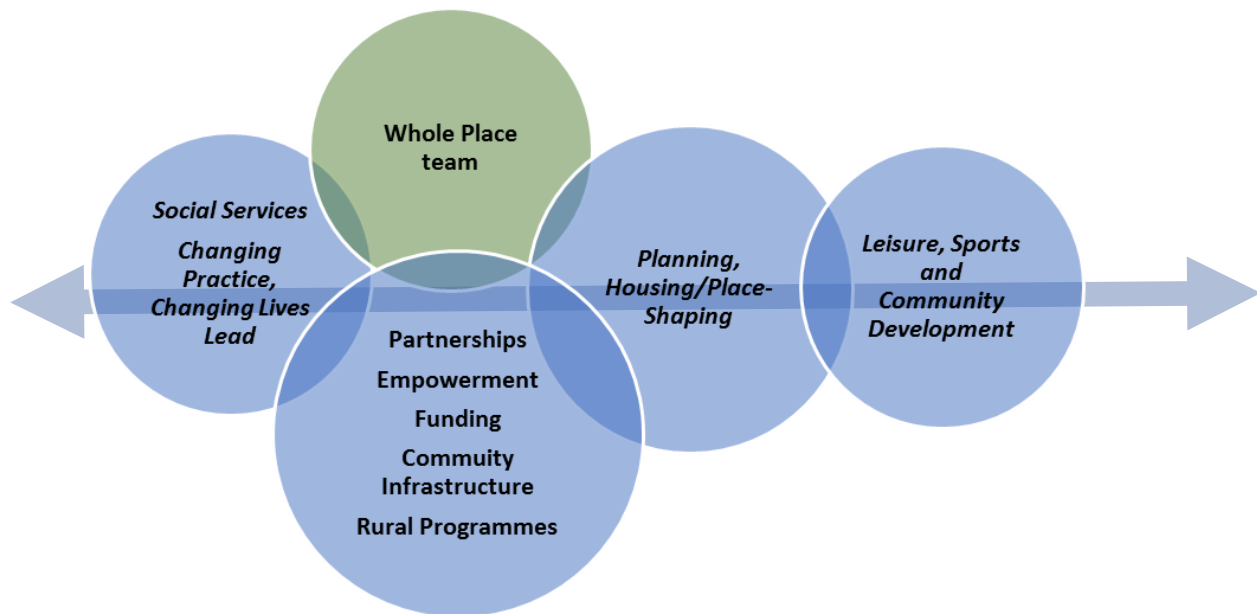 Whole Place
team
Social Services
Changing
Practice,
Changing Lives
Lead
Planning,
Housing/Place-
Shaping
Leisure, Sports
and
Community
Development
Partnerships
Empowerment
Funding
Commuity
Infrastructure
Rural Programmes